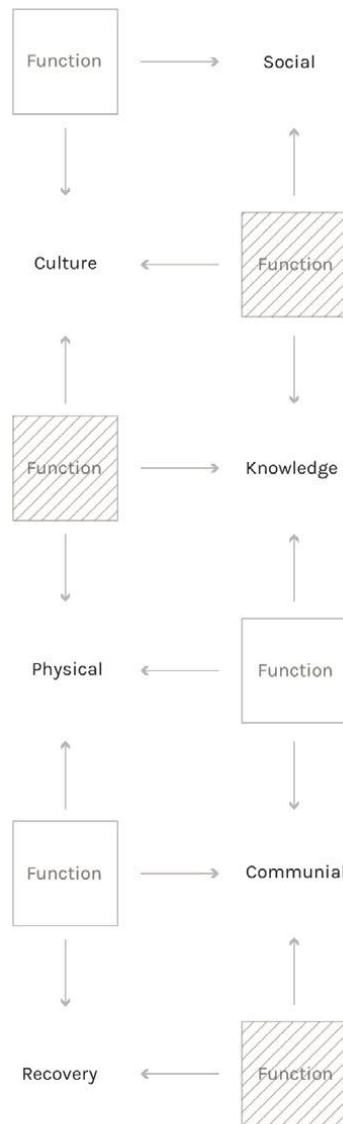 Function
Social
Culture
Function
Function
Knowledge
Physical
Function
Function
Communial
Recovery
Function